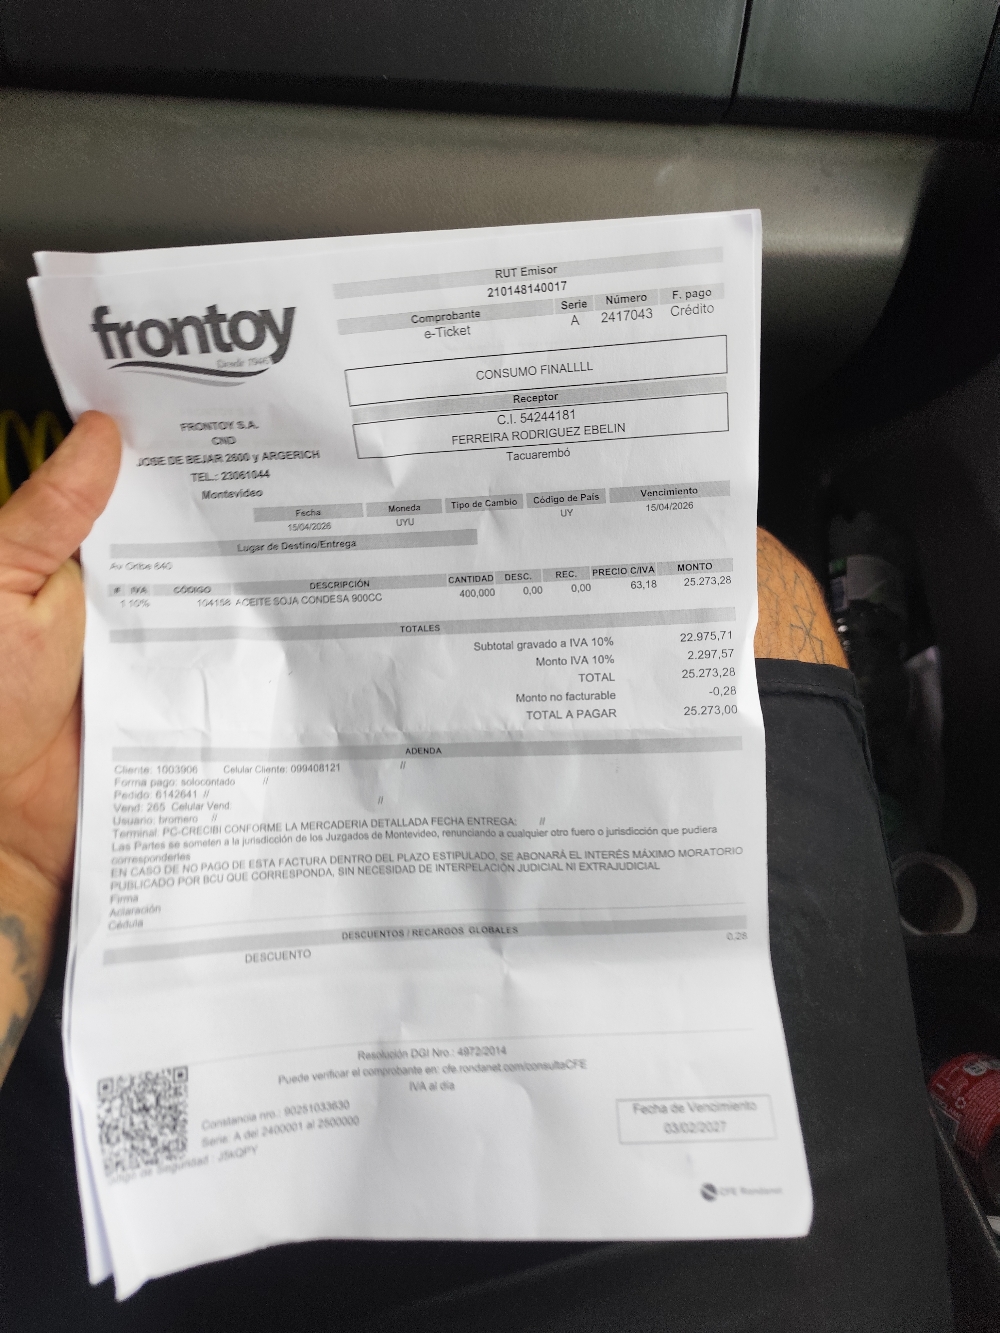 frontoy
Desde 1946
RUT Emisor
210148140017
Comprobante Serie Número F. pago
e-Ticket A 2417043 Crédito
CONSUMO FINALLLL
Receptor
C.I. 54244181
FERREIRA RODRIGUEZ EBELIN
Tacuarembó
FRONTOY S.A.
CND
JOSE DE BEJAR 2600 y ARGERICH
TEL.: 23061044
Montevideo
Fecha Moneda Tipo de Cambio Código de País Vencimiento
15/04/2026 UYU UY 15/04/2026
Lugar de Destino/Entrega
Av Oribe 640
# IVA CÓDIGO DESCRIPCIÓN CANTIDAD DESC. REC. PRECIO C/IVA MONTO
1 10% 104158 ACEITE SOJA CONDESA 900CC 400,000 0,00 0,00 63,18 25.273,28
TOTALES
Subtotal gravado a IVA 10% 22.975,71
Monto IVA 10% 2.297,57
TOTAL 25.273,28
Monto no facturable -0,28
TOTAL A PAGAR 25.273,00
ADENDA
Cliente: 1003906 Celular Cliente: 099408121 //
Forma pago: solocontado //
Pedido: 6142641 //
Vend: 265 Celular Vend: //
Usuario: bromero //
Terminal: PC-CRECIBI CONFORME LA MERCADERIA DETALLADA FECHA ENTREGA: //
Las Partes se someten a la jurisdicción de los Juzgados de Montevideo, renunciando a cualquier otro fuero o jurisdicción que pudiera
corresponderles
EN CASO DE NO PAGO DE ESTA FACTURA DENTRO DEL PLAZO ESTIPULADO, SE ABONARÁ EL INTERÉS MÁXIMO MORATORIO
PUBLICADO POR BCU QUE CORRESPONDA, SIN NECESIDAD DE INTERPELACIÓN JUDICIAL NI EXTRAJUDICIAL
Firma
Aclaración
Cédula
DESCUENTOS / RECARGOS GLOBALES
DESCUENTO 0,28
Resolución DGI Nro.: 4972/2014
Puede verificar el comprobante en: cfe.rondanet.com/consultaCFE
IVA al día
Constancia nro.: 90251033630
Serie: A del 2400001 al 2500000
Código de Seguridad : J5kQPY
Fecha de Vencimiento
03/02/2027
CFE Rondanet